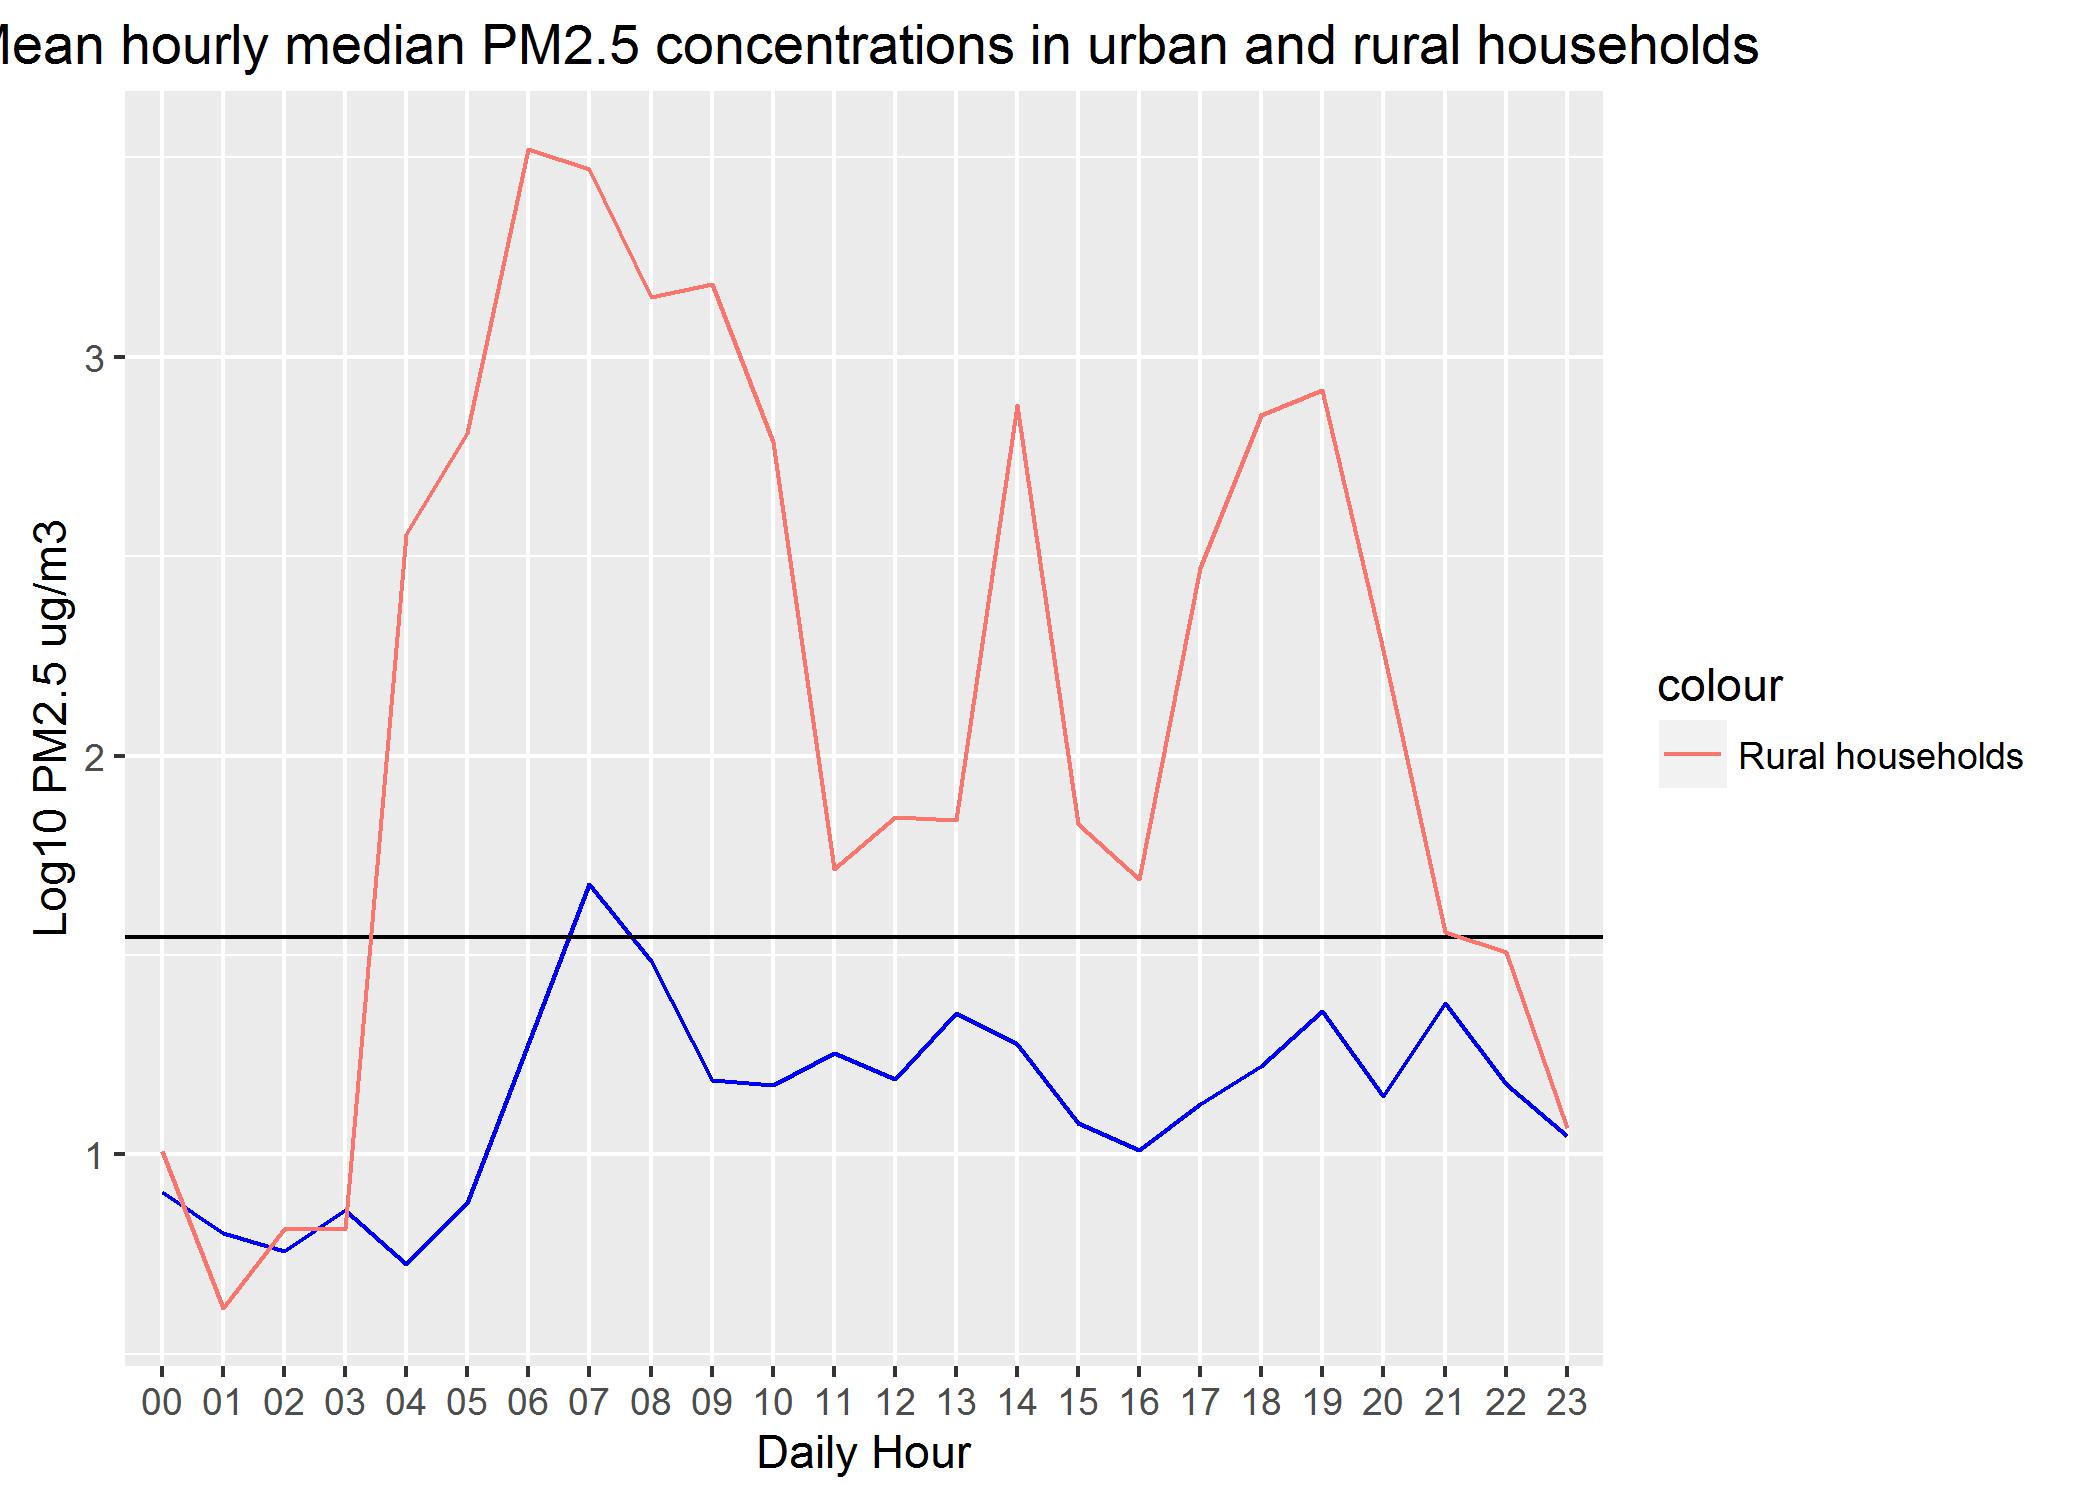 Mean hourly median PM2.5 concentrations in urban and rural households
Log10 PM2.5 ug/m3
3
2
1
00 01 02 03 04 05 06 07 08 09 10 11 12 13 14 15 16 17 18 19 20 21 22 23
Daily Hour
colour
Rural households